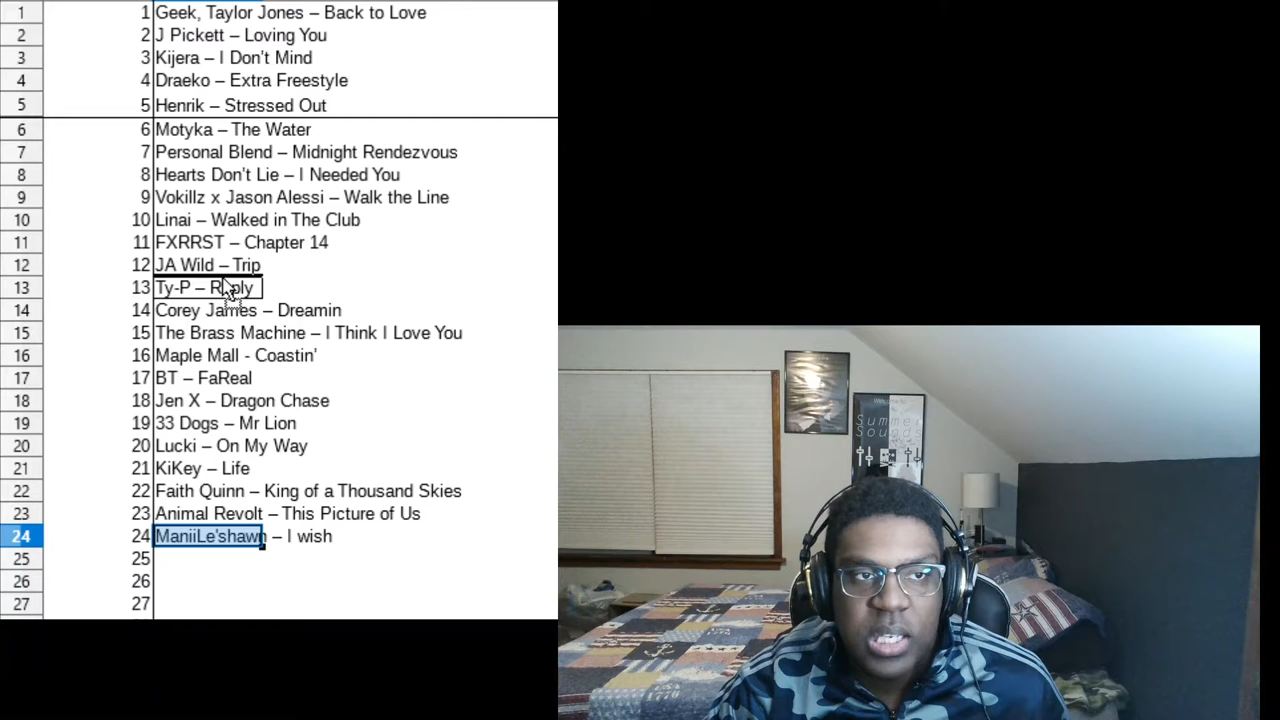 1 1 Geek, Taylor Jones – Back to Love
2 2 J Pickett – Loving You
3 3 Kijera – I Don't Mind
4 4 Draeko – Extra Freestyle
5 5 Henrik – Stressed Out
6 6 Motyka – The Water
7 7 Personal Blend – Midnight Rendezvous
8 8 Hearts Don't Lie – I Needed You
9 9 Vokillz x Jason Alessi – Walk the Line
10 10 Linai – Walked in The Club
11 11 FXRRST – Chapter 14
12 12 JA Wild – Trip
13 13 Ty-P – Reply
14 14 Corey James – Dreamin
15 15 The Brass Machine – I Think I Love You
16 16 Maple Mall - Coastin'
17 17 BT – FaReal
18 18 Jen X – Dragon Chase
19 19 33 Dogs – Mr Lion
20 20 Lucki – On My Way
21 21 KiKey – Life
22 22 Faith Quinn – King of a Thousand Skies
23 23 Animal Revolt – This Picture of Us
24 24 ManiiLe'shawn – I wish
25 25
26 26
27 27
Summer
Sounds